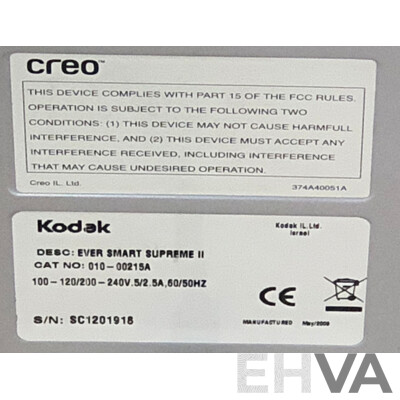 creo™
THIS DEVICE COMPLIES WITH PART 15 OF THE FCC RULES.
OPERATION IS SUBJECT TO THE FOLLOWING TWO
CONDITIONS: (1) THIS DEVICE MAY NOT CAUSE HARMFULL
INTERFERENCE, AND (2) THIS DEVICE MUST ACCEPT ANY
INTERFERENCE RECEIVED, INCLUDING INTERFERENCE
THAT MAY CAUSE UNDESIRED OPERATION.
Creo IL. Ltd. 374A40051A
Kodak Kodak IL.Ltd.
Israel
DESC: EVER SMART SUPREME II
CAT NO: 010-00215A
100-120/200-240V.5/2.5A,60/50HZ
CE
S/N: SC1201918 MANUFACTURED May/2009
EHVA